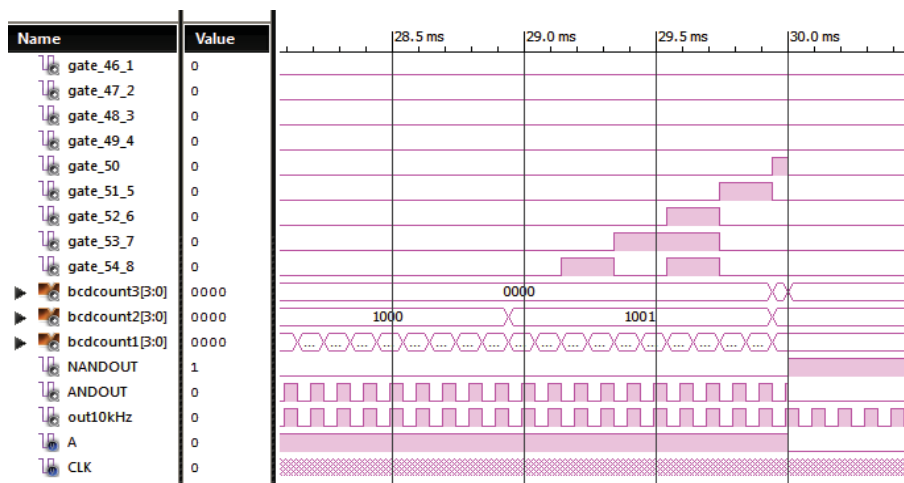 Name Value 28.5 ms 29.0 ms 29.5 ms 30.0 ms
gate_46_1 0
gate_47_2 0
gate_48_3 0
gate_49_4 0
gate_50 0
gate_51_5 0
gate_52_6 0
gate_53_7 0
gate_54_8 0
bcdcount3[3:0] 0000 0000
bcdcount2[3:0] 0000 1000 1001
bcdcount1[3:0] 0000 ... ... ... ... ... ... ... ... ... ... ... ... ... ... ... ... ... ...
NANDOUT 1
ANDOUT 0
out10kHz 0
A 0
CLK 0